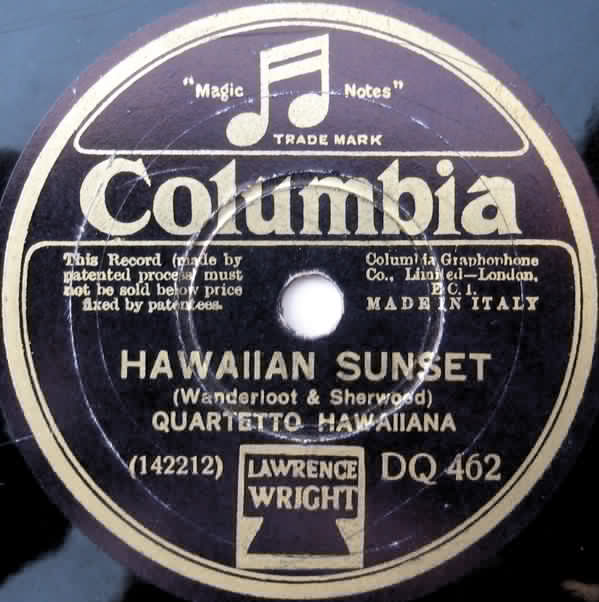 "Magic Notes"
TRADE MARK
Columbia
This Record (made by
patented process) must
not be sold below price
fixed by patentees.
Columbia Graphophone
Co., Limited—London,
E.C.1.
MADE IN ITALY
HAWAIIAN SUNSET
(Wanderloot & Sherwood)
QUARTETTO HAWAIIANA
(142212)
LAWRENCE
WRIGHT
DQ 462